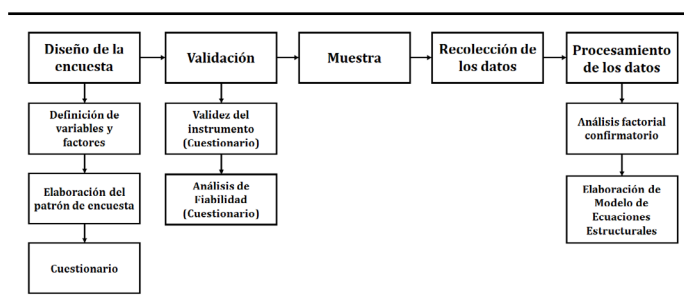 Diseño de la
encuesta
Validación
Muestra
Recolección de
los datos
Procesamiento
de los datos
Definición de
variables y
factores
Elaboración del
patrón de encuesta
Cuestionario
Validez del
instrumento
(Cuestionario)
Análisis de
Fiabilidad
(Cuestionario)
Análisis factorial
confirmatorio
Elaboración de
Modelo de
Ecuaciones
Estructurales